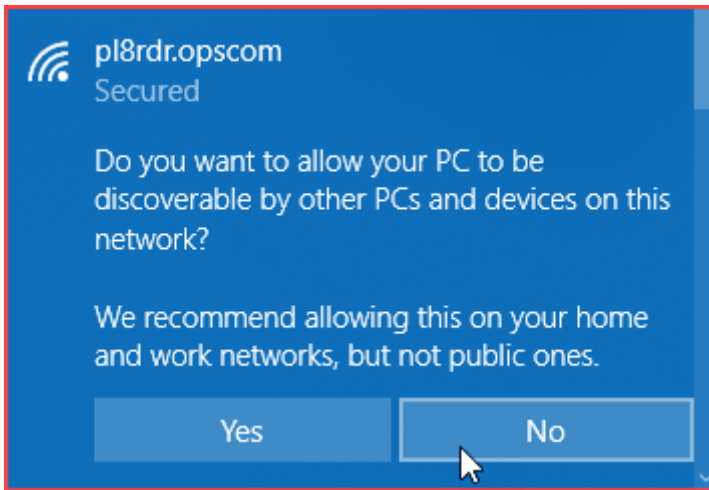 pl8rdr.opscom
Secured
Do you want to allow your PC to be
discoverable by other PCs and devices on this
network?
We recommend allowing this on your home
and work networks, but not public ones.
Yes
No